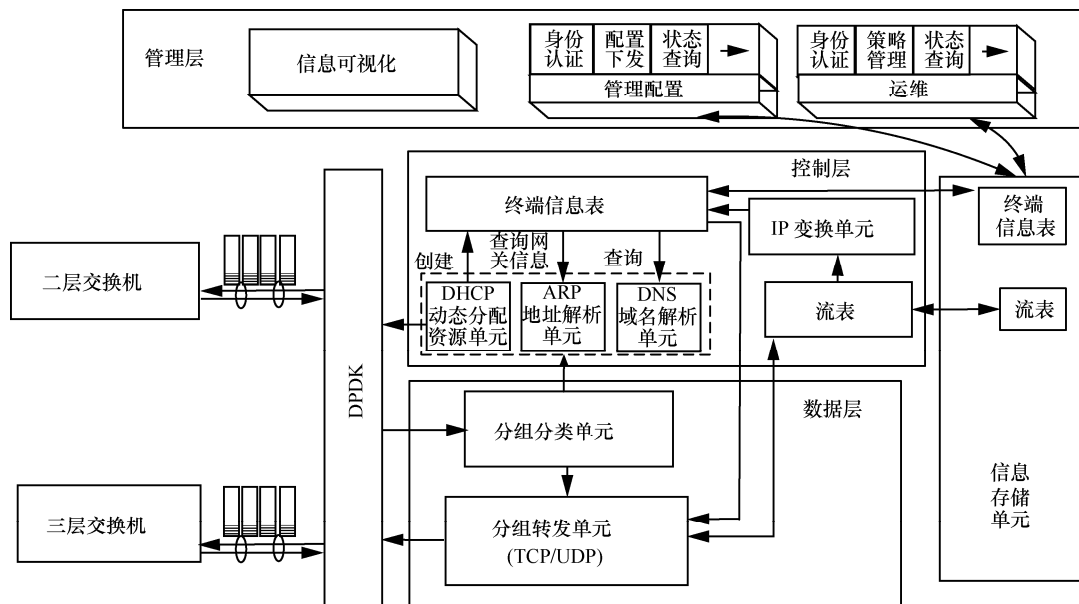 管理层
信息可视化
身份
认证
配置
下发
状态
查询
管理配置
身份
认证
策略
管理
状态
查询
运维
控制层
终端信息表
IP 变换单元
创建
查询网
关信息
查询
DHCP
动态分配
资源单元
ARP
地址解析
单元
DNS
域名解析
单元
流表
终端
信息表
流表
信息
存储
单元
二层交换机
三层交换机
DPDK
数据层
分组分类单元
分组转发单元
(TCP/UDP)